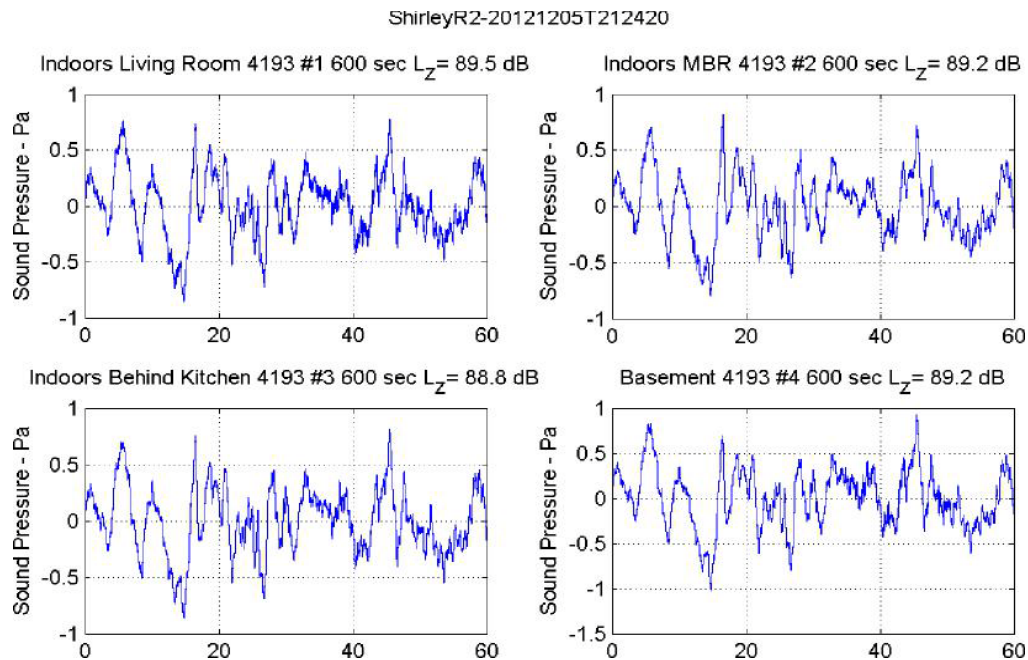 ShirleyR2-20121205T212420
Indoors Living Room 4193 #1 600 sec LZ= 89.5 dB
1
0.5
0
-0.5
-1
Sound Pressure - Pa
0 20 40 60
Indoors MBR 4193 #2 600 sec LZ= 89.2 dB
1
0.5
0
-0.5
-1
Sound Pressure - Pa
0 20 40 60
Indoors Behind Kitchen 4193 #3 600 sec LZ= 88.8 dB
1
0.5
0
-0.5
-1
Sound Pressure - Pa
0 20 40 60
Basement 4193 #4 600 sec LZ= 89.2 dB
1
0.5
0
-0.5
-1
-1.5
Sound Pressure - Pa
0 20 40 60